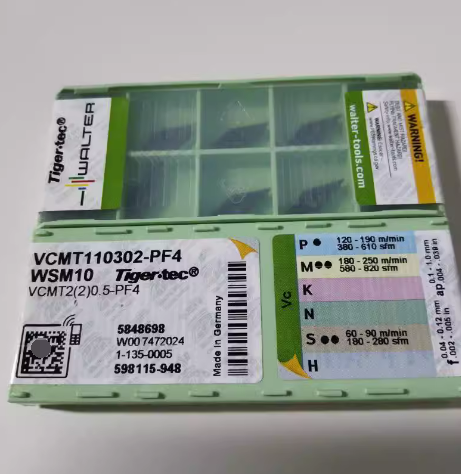 Tiger·tec®
WALTER
walter-tools.com
WARNING!
VCMT110302-PF4
WSM10 Tiger·tec®
VCMT2(2)0.5-PF4
5848698
W007472024
1-135-0005
598115-948
Made in Germany
Vc
P ● 120 - 190 m/min
380 - 610 sfm
M ●● 180 - 250 m/min
580 - 820 sfm
K
N
S ●● 60 - 90 m/min
180 - 280 sfm
H
0.1 - 1.0 mm
ap .004 - .039 in
0.04 - 0.12 mm
f .002 - .005 in